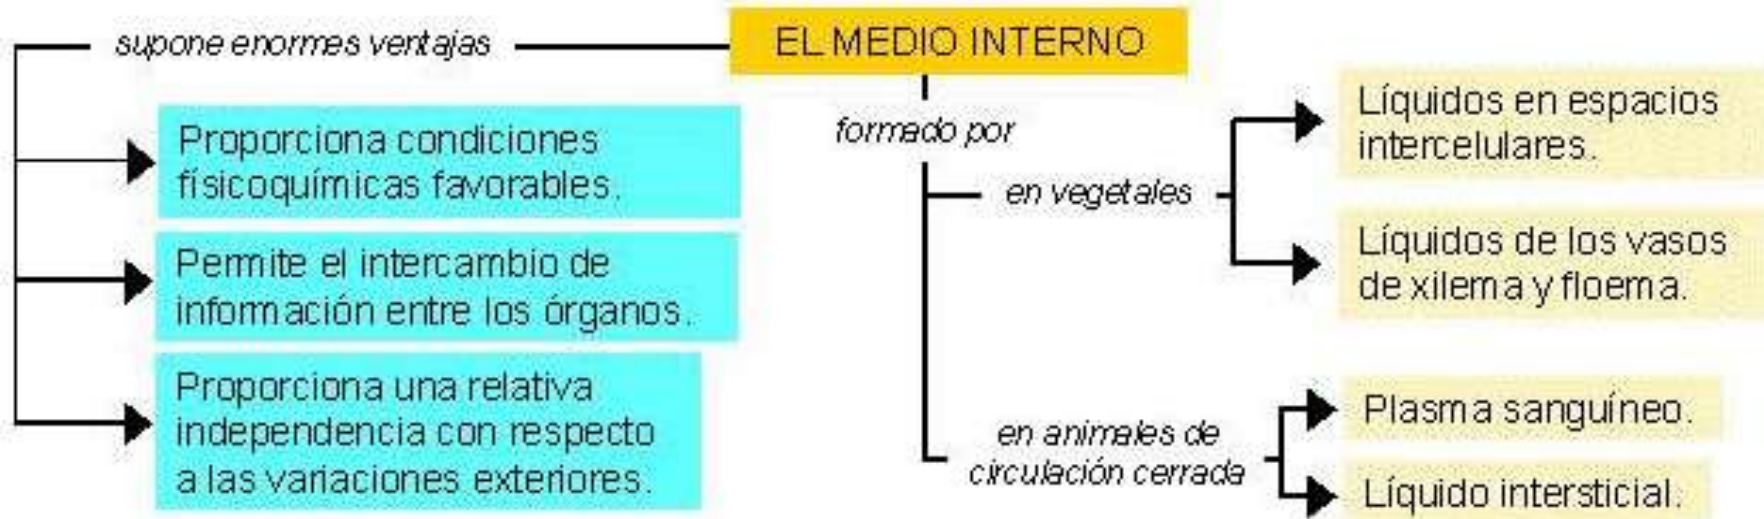 EL MEDIO INTERNO
supone enormes ventajas
Proporciona condiciones
físicoquímicas favorables.
Permite el intercambio de
información entre los órganos.
Proporciona una relativa
independencia con respecto
a las variaciones exteriores.
formado por
en vegetales
Líquidos en espacios
intercelulares.
Líquidos de los vasos
de xilema y floema.
en animales de
circulación cerrada
Plasma sanguíneo.
Líquido intersticial.